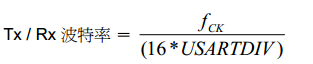 Tx / Rx 波特率 = f_CK / (16*USARTDIV)